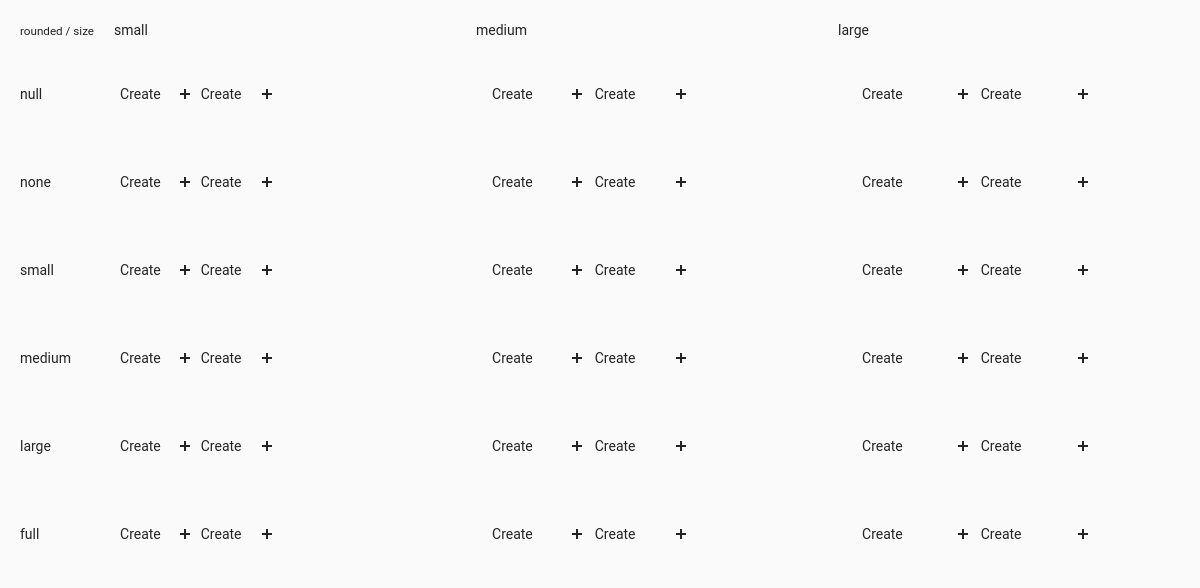 rounded / size small medium large
null Create + Create + Create + Create + Create + Create +
none Create + Create + Create + Create + Create + Create +
small Create + Create + Create + Create + Create + Create +
medium Create + Create + Create + Create + Create + Create +
large Create + Create + Create + Create + Create + Create +
full Create + Create + Create + Create + Create + Create +